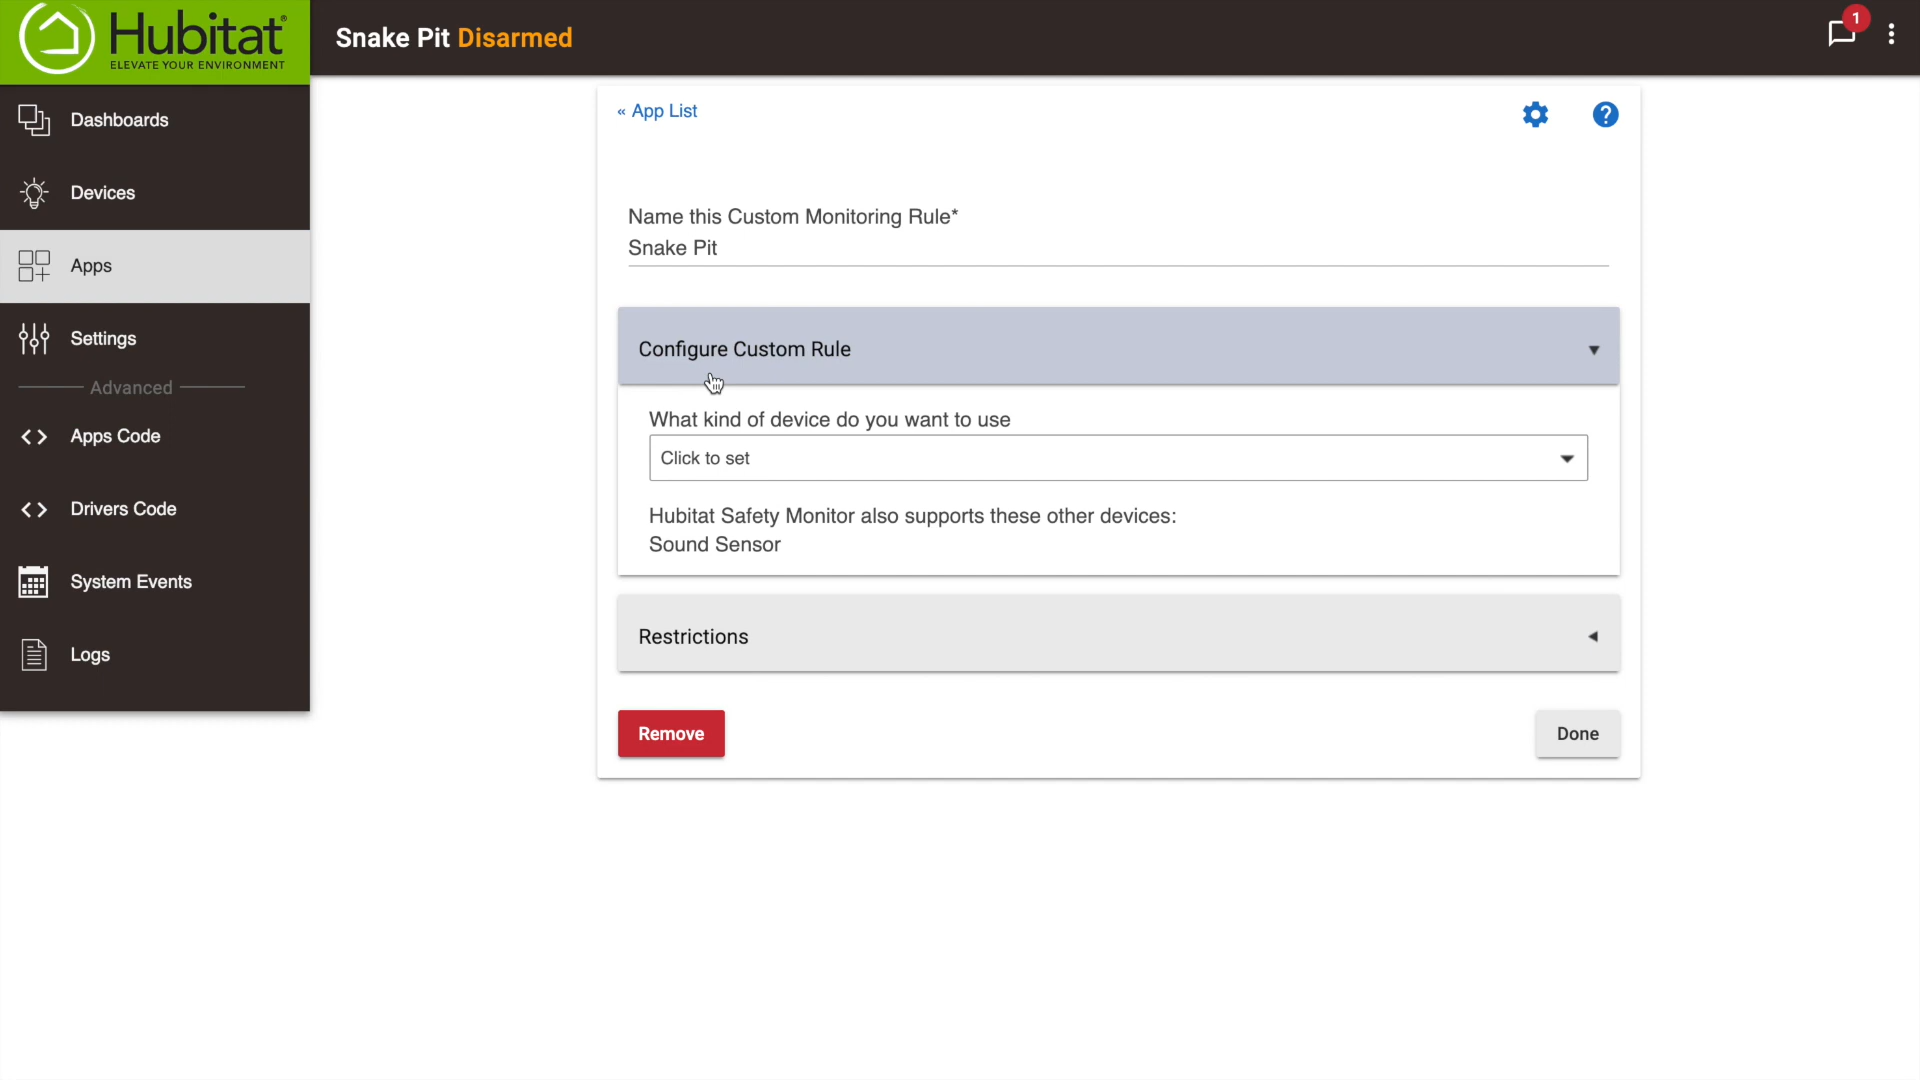 Hubitat®
ELEVATE YOUR ENVIRONMENT
Snake Pit Disarmed
1
Dashboards
Devices
Apps
Settings
Advanced
Apps Code
Drivers Code
System Events
Logs
« App List
?
Name this Custom Monitoring Rule*
Snake Pit
Configure Custom Rule
What kind of device do you want to use
Click to set
Hubitat Safety Monitor also supports these other devices:
Sound Sensor
Restrictions
Remove
Done